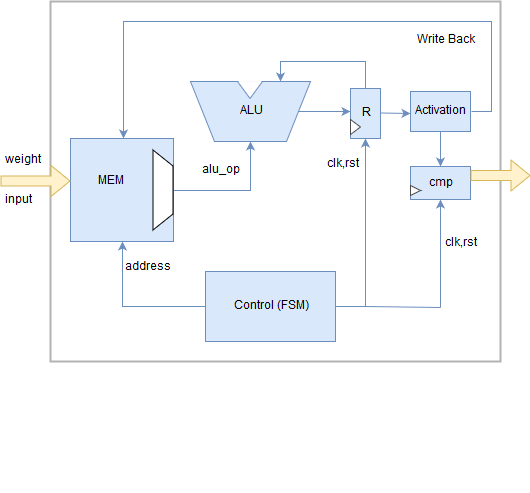 Write Back
ALU
R
Activation
weight
input
MEM
alu_op
clk,rst
cmp
address
clk,rst
Control (FSM)